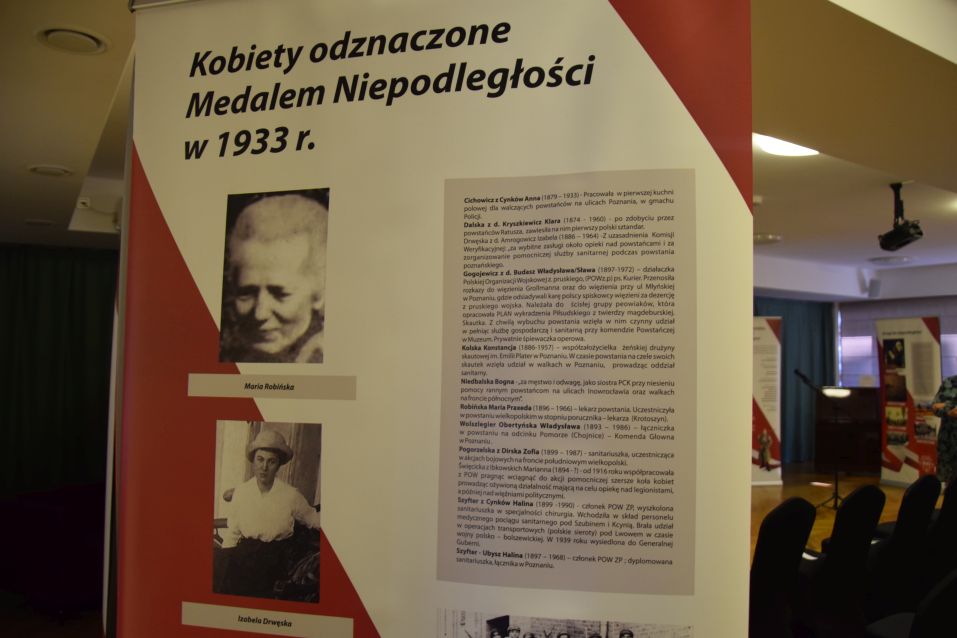 Kobiety odznaczone
Medalem Niepodległości
w 1933 r.
Maria Robińska
Izabela Drwęska
Cichowicz z Cynków Anna (1879 – 1933) - Pracowała w pierwszej kuchni
polowej dla walczących powstańców na ulicach Poznania, w gmachu
Policji.
Dalska z d. Kryszkiewicz Klara (1874 - 1960) - po zdobyciu przez
powstańców Ratusza, zawiesiła na nim pierwszy polski sztandar.
Drwęska z d. Amrogowicz Izabela (1886 – 1964) -Z uzasadnienia Komisji
Weryfikacyjnej: „za wybitne zasługi około opieki nad powstańcami i za
zorganizowanie pomocniczej służby sanitarnej podczas powstania
poznańskiego.
Gogojewicz z d. Budasz Władysława/Sława (1897-1972) – działaczka
Polskiej Organizacji Wojskowej z. pruskiego, (POWz.p) ps. Kurier. Przenosiła
rozkazy do więzienia Grollmanna oraz do więzienia przy ul Młyńskiej
w Poznaniu, gdzie odsiadywali karę polscy spiskowcy więzieni za dezercję
z pruskiego wojska. Należała do ścisłej grupy peowiaków, która
opracowała PLAN wykradzenia Piłsudskiego z twierdzy magdeburskiej.
Skautka. Z chwilą wybuchu powstania wzięła w nim czynny udział
w pełniąc służbę gospodarczą i sanitarną przy komendzie Powstańczej
w Muzeum. Prywatnie śpiewaczka operowa.
Kolska Konstancja (1886-1957) – współzałożycielka żeńskiej drużyny
skautowej im. Emilii Plater w Poznaniu. W czasie powstania na czele swoich
skautek wzięła udział w walkach w Poznaniu, prowadząc oddział
sanitarny.
Niedbalska Bogna - „za męstwo i odwagę, jako siostra PCK przy niesieniu
pomocy rannym powstańcom na ulicach Inowrocławia oraz walkach
na froncie północnym".
Robińska Maria Praxeda (1896 – 1966) – lekarz powstania. Uczestniczyła
w powstaniu wielkopolskim w stopniu porucznika – lekarza (Krotoszyn).
Wolszlegier Obertyńska Władysława (1893 – 1986) – łączniczka
w powstaniu na odcinku Pomorze (Chojnice) – Komenda Główna
w Poznaniu .
Pogorzwiska z Dirska Zofia (1899 – 1987) - sanitariuszka, uczestnicząca
w akcjach bojowych na froncie południowym wielkopolski.
Święcicka z Ibkowskich Marianna (1894 - ?) - od 1916 roku współpracowała
z POW pragnąc wciągnąć do akcji pomocniczej szersze koła kobiet
prowadząc ożywioną działalność mającą na celu opiekę nad legionistami,
a później nad więźniami politycznymi.
Szyfter z Cynków Halina (1899 -1990) - członek POW ZP, wyszkolona
sanitariuszka w specjalności chirurgia. Wchodziła w skład personelu
medycznego pociągu sanitarnego pod Szubinem i Kcynią. Brała udział
w operacjach transportowych (polskie sieroty) pod Lwowem w czasie
wojny polsko – bolszewickiej. W 1939 roku wysiedlona do Generalnej
Guberni.
Szyfter - Ubysz Halina (1897 – 1968) – członek POW ZP ; dyplomowana
sanitariuszka, łącznika w Poznaniu.